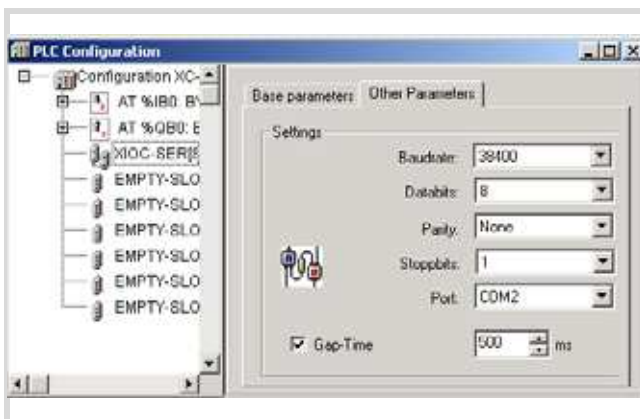 PLC Configuration
Configuration XC-
AT %IB0: BY
AT %QB0: B
XIOC-SER[S
EMPTY-SLO
EMPTY-SLO
EMPTY-SLO
EMPTY-SLO
EMPTY-SLO
EMPTY-SLO
Base parameters
Other Parameters
Settings
Baudrate: 38400
Databits: 8
Parity: None
Stoppbits: 1
Port: COM2
Gap-Time 500 ms